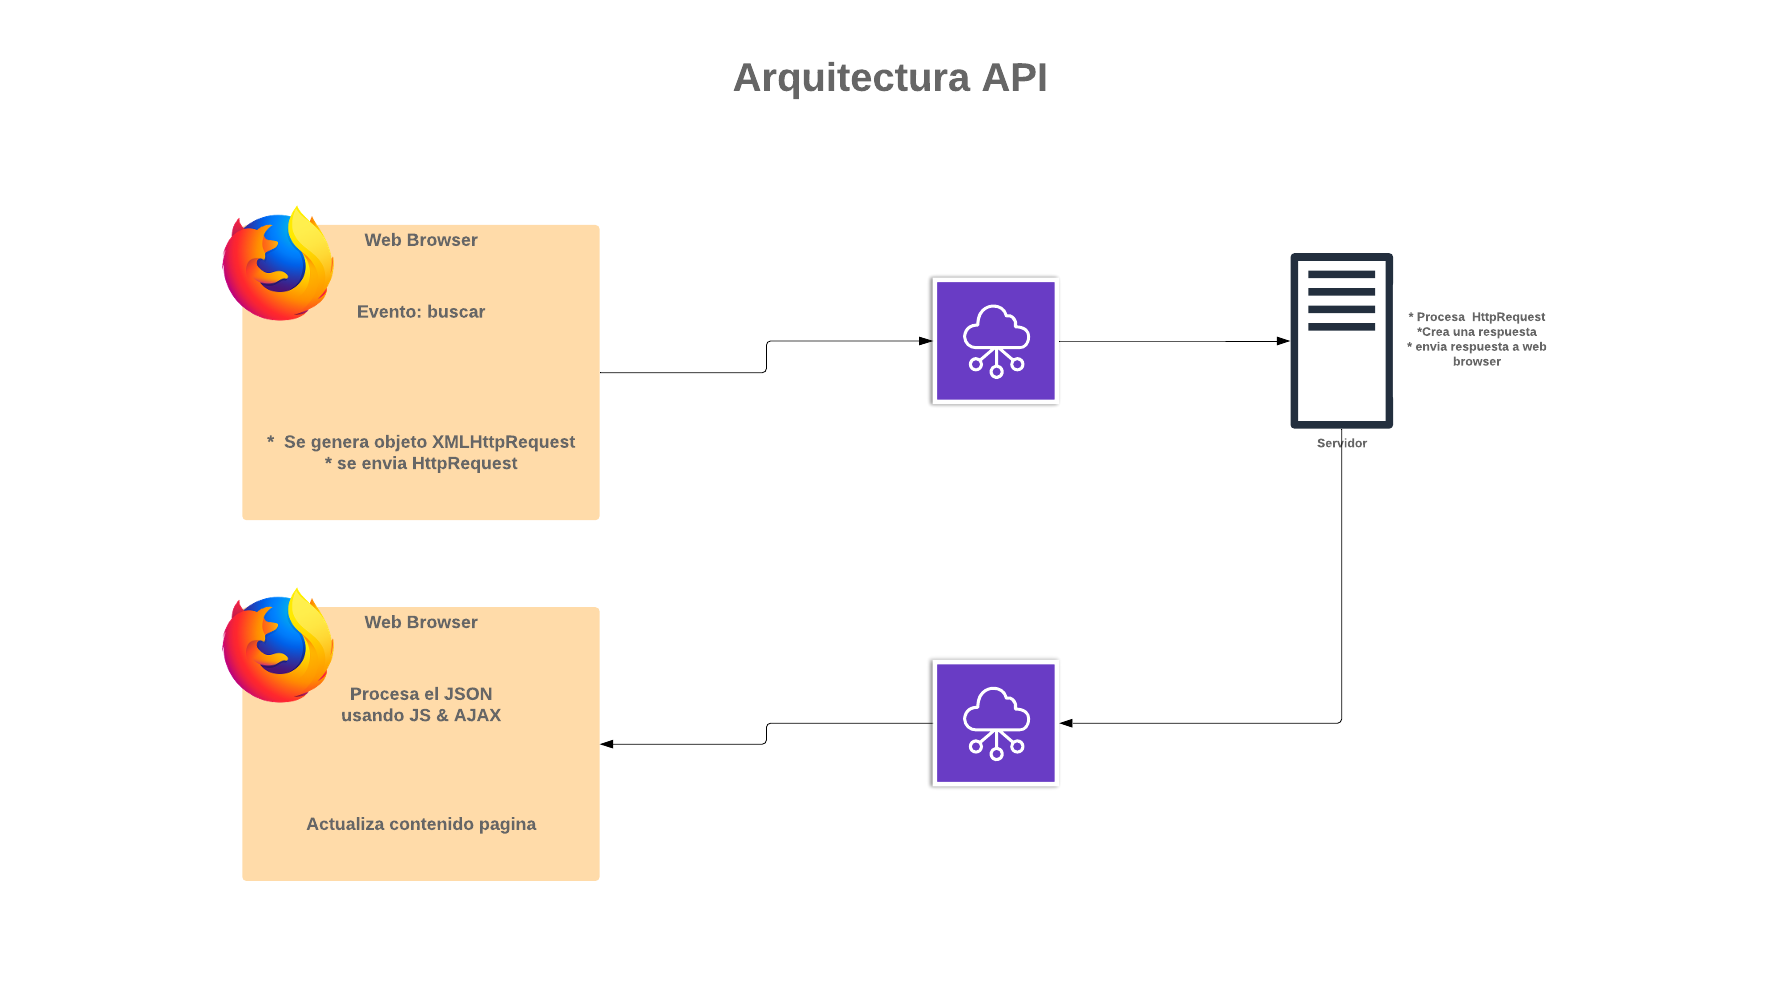 Arquitectura API
Web Browser
Evento: buscar
*  Se genera objeto XMLHttpRequest
* se envia HttpRequest
* Procesa  HttpRequest
*Crea una respuesta
* envia respuesta a web
browser
Servidor
Web Browser
Procesa el JSON
usando JS & AJAX
Actualiza contenido pagina